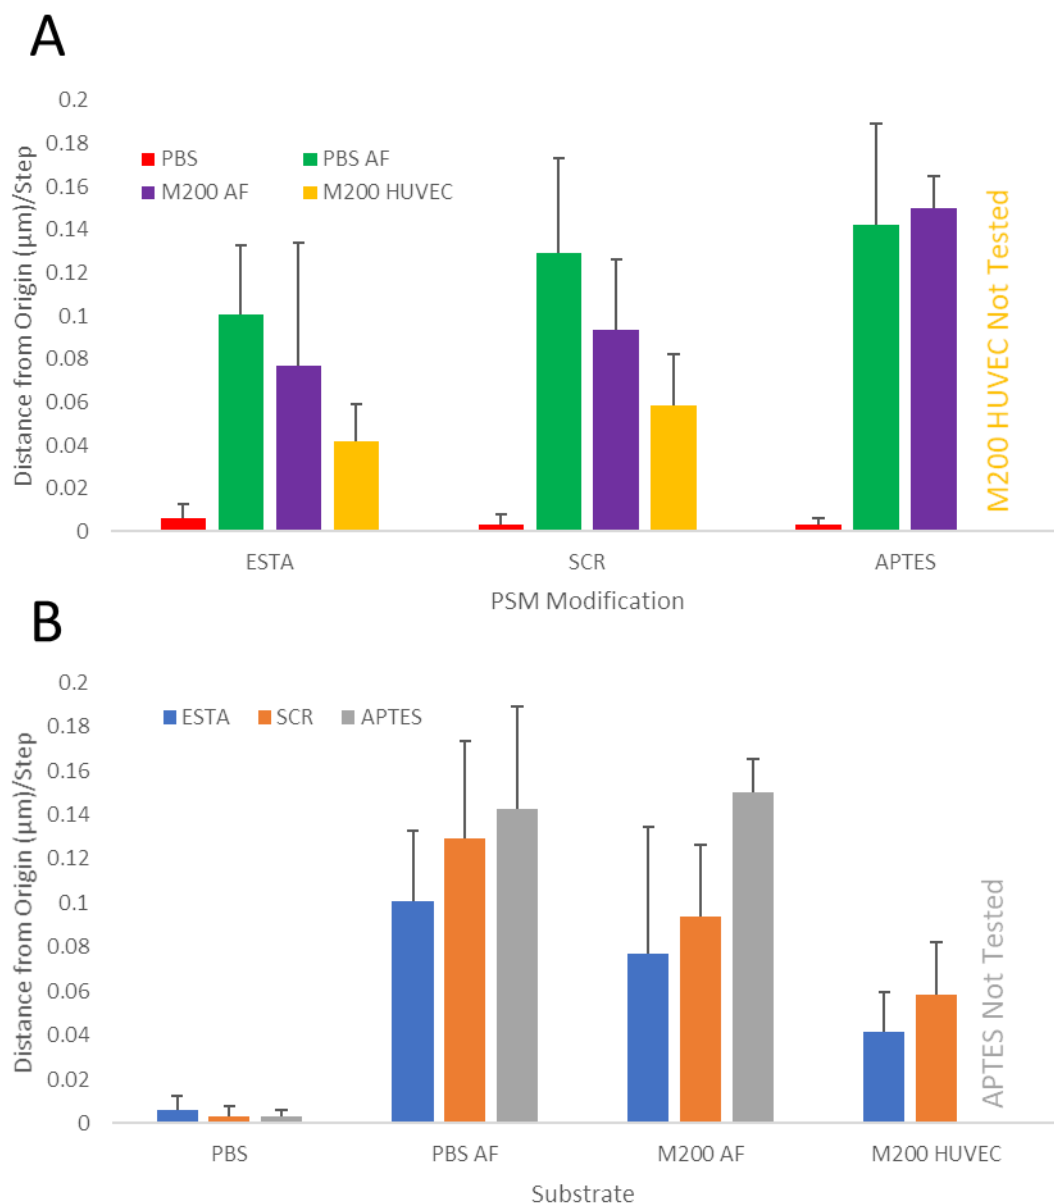 A
0.2
0.18
0.16
0.14
0.12
0.1
0.08
0.06
0.04
0.02
0
Distance from Origin (μm)/Step
PBS PBS AF
M200 AF M200 HUVEC
M200 HUVEC Not Tested
ESTA SCR APTES
PSM Modification
B
0.2
0.18
0.16
0.14
0.12
0.1
0.08
0.06
0.04
0.02
0
Distance from Origin (μm)/Step
ESTA SCR APTES
APTES Not Tested
PBS PBS AF M200 AF M200 HUVEC
Substrate